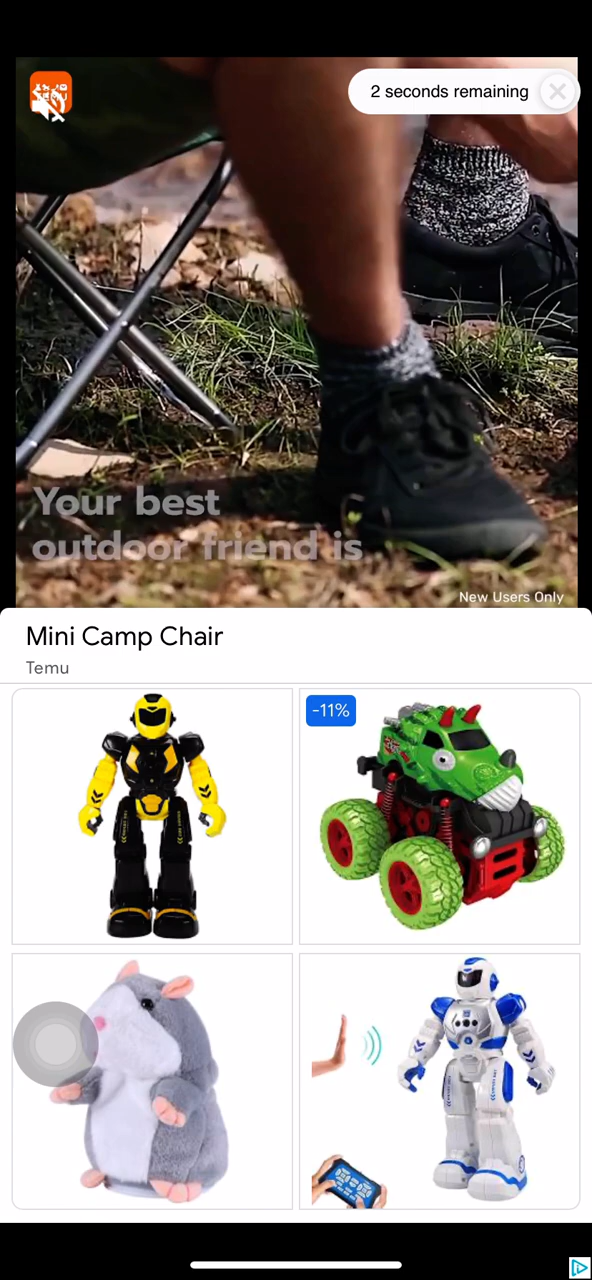 2 seconds remaining
Your best
outdoor friend is
New Users Only
Mini Camp Chair
Temu
-11%